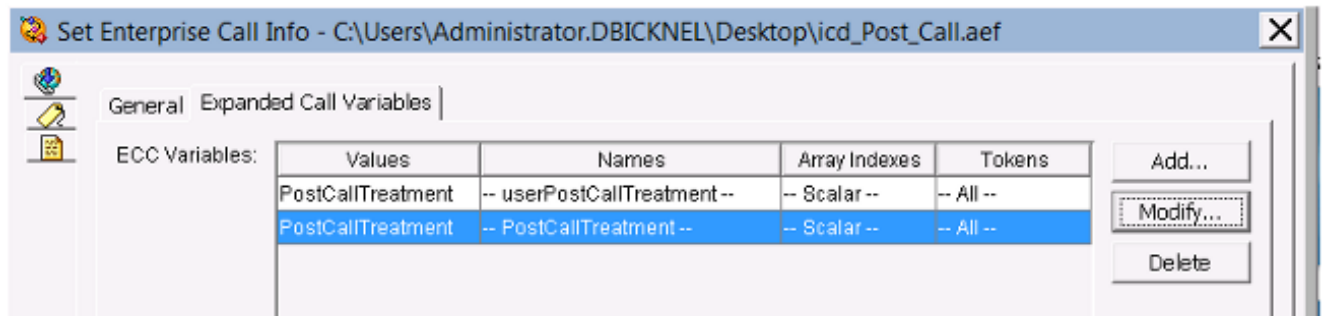 Set Enterprise Call Info - C:\Users\Administrator.DBICKNEL\Desktop\icd_Post_Call.aef
General Expanded Call Variables
ECC Variables: Values Names Array Indexes Tokens Add...
PostCallTreatment -- userPostCallTreatment -- -- Scalar -- -- All --
Modify...
PostCallTreatment -- PostCallTreatment -- -- Scalar -- -- All --
Delete